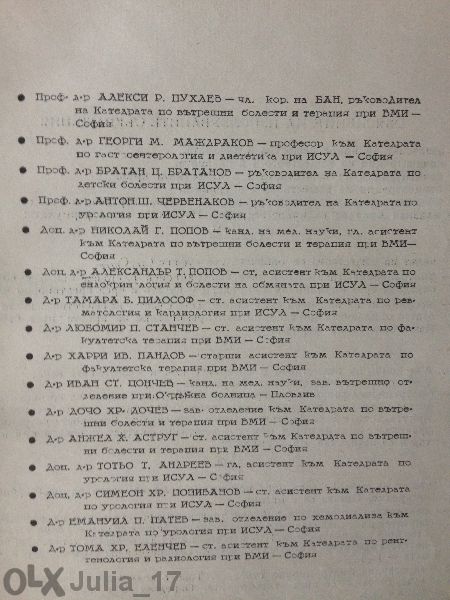 Проф. д-р АЛЕКСИ Р. ПУХЛЕВ — чл. кор. на БАН, ръководител
на Катедрата по вътрешни болести и терапия при ВМИ —
София
Проф. д-р ГЕОРГИ М. МАЖДРАКОВ — професор към Катедрата
по гастроентерология и диететика при ИСУЛ — София
Проф. д-р БРАТАН Ц. БРАТАНОВ — ръководител на Катедрата по
детски болести при ИСУЛ — София
Проф. д-р АНТОН Ш. ЧЕРВЕНАКОВ — ръководител на Катедрата по
урология при ИСУЛ — София
Доц. д-р НИКОЛАЙ Г. ПОПОВ — канд. на мед. науки, гл. асистент
към Катедрата по вътрешни болести и терапия при ВМИ—
София
Доц. д-р АЛЕКСАНДЪР Т. ПОПОВ — ст. асистент към Катедрата по
ендокринология и болести на обмяната при ИСУЛ — София
Д-р ТАМАРА Б. ПИЛОСОФ — ст. асистент към Катедрата по рев-
матология и кардиология при ИСУЛ — София
Д-р ЛЮБОМИР П. СТАНЧЕВ — ст. асистент към Катедрата по фа-
култетска терапия при ВМИ — София
Д-р ХАРРИ ИВ. ПАНДОВ — старши асистент към Катедрата по
факултетска терапия при ВМИ — София
Д-р ИВАН СТ. ЦОНЧЕВ — канд. на мед. науки, зав. вътрешно от-
деление при Окръжна болница — Пловдив
Д-р ДОЧО ХР. ДОЧЕВ — зав. отделение към Катедрата по вътре-
шни болести и терапия при ВМИ — София
Д-р АНЖЕЛ Х. АСТРУГ — ст. асистент към Катедрата по вътреш-
ни болести и терапия при ВМИ — София
Доц. д-р ТОТЬО Т. АНДРЕЕВ — гл. асистент към Катедрата по
урология при ИСУЛ — София
Доц. д-р СИМЕОН ХР. ПОЗИВАНОВ — ст. асистент към Катедрата
по урология при ИСУЛ — София
Д-р ЕМАНУИЛ П. ПАТЕВ — зав. отделение по хемодиализа към
Катедрата по урология при ИСУЛ — София
Д-р ТОМА ХР. ЕЛЕНЧЕВ — ст. асистент към Катедрата по рент-
генология и радиология при ВМИ — София
OLX Julia_17